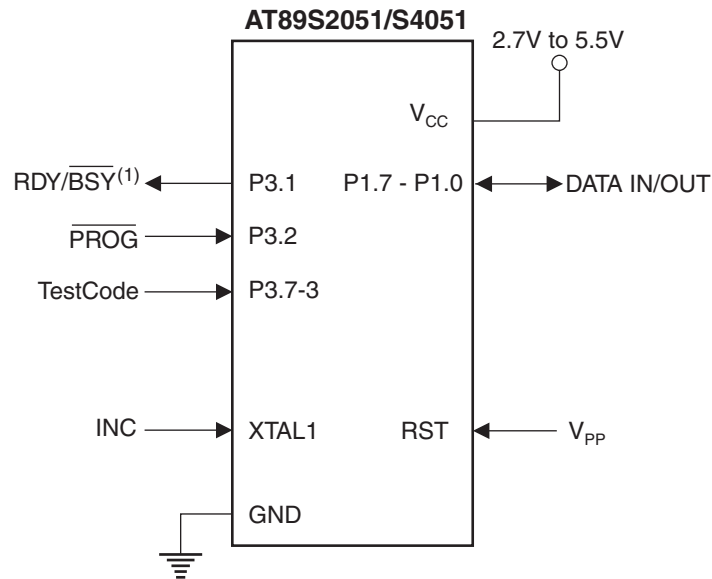 AT89S2051/S4051
2.7V to 5.5V
VCC
RDY/BSY(1)
P3.1
P1.7 - P1.0
DATA IN/OUT
PROG
P3.2
TestCode
P3.7-3
INC
XTAL1
RST
VPP
GND